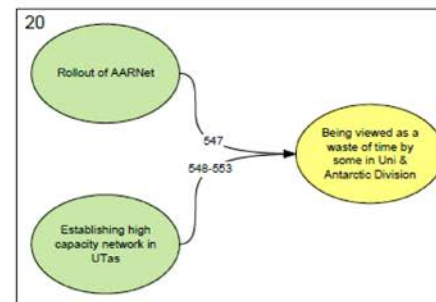 20
Rollout of AARNet
547
548-553
Being viewed as a
waste of time by
some in Uni &
Antarctic Division
Establishing high
capacity network in
UTas